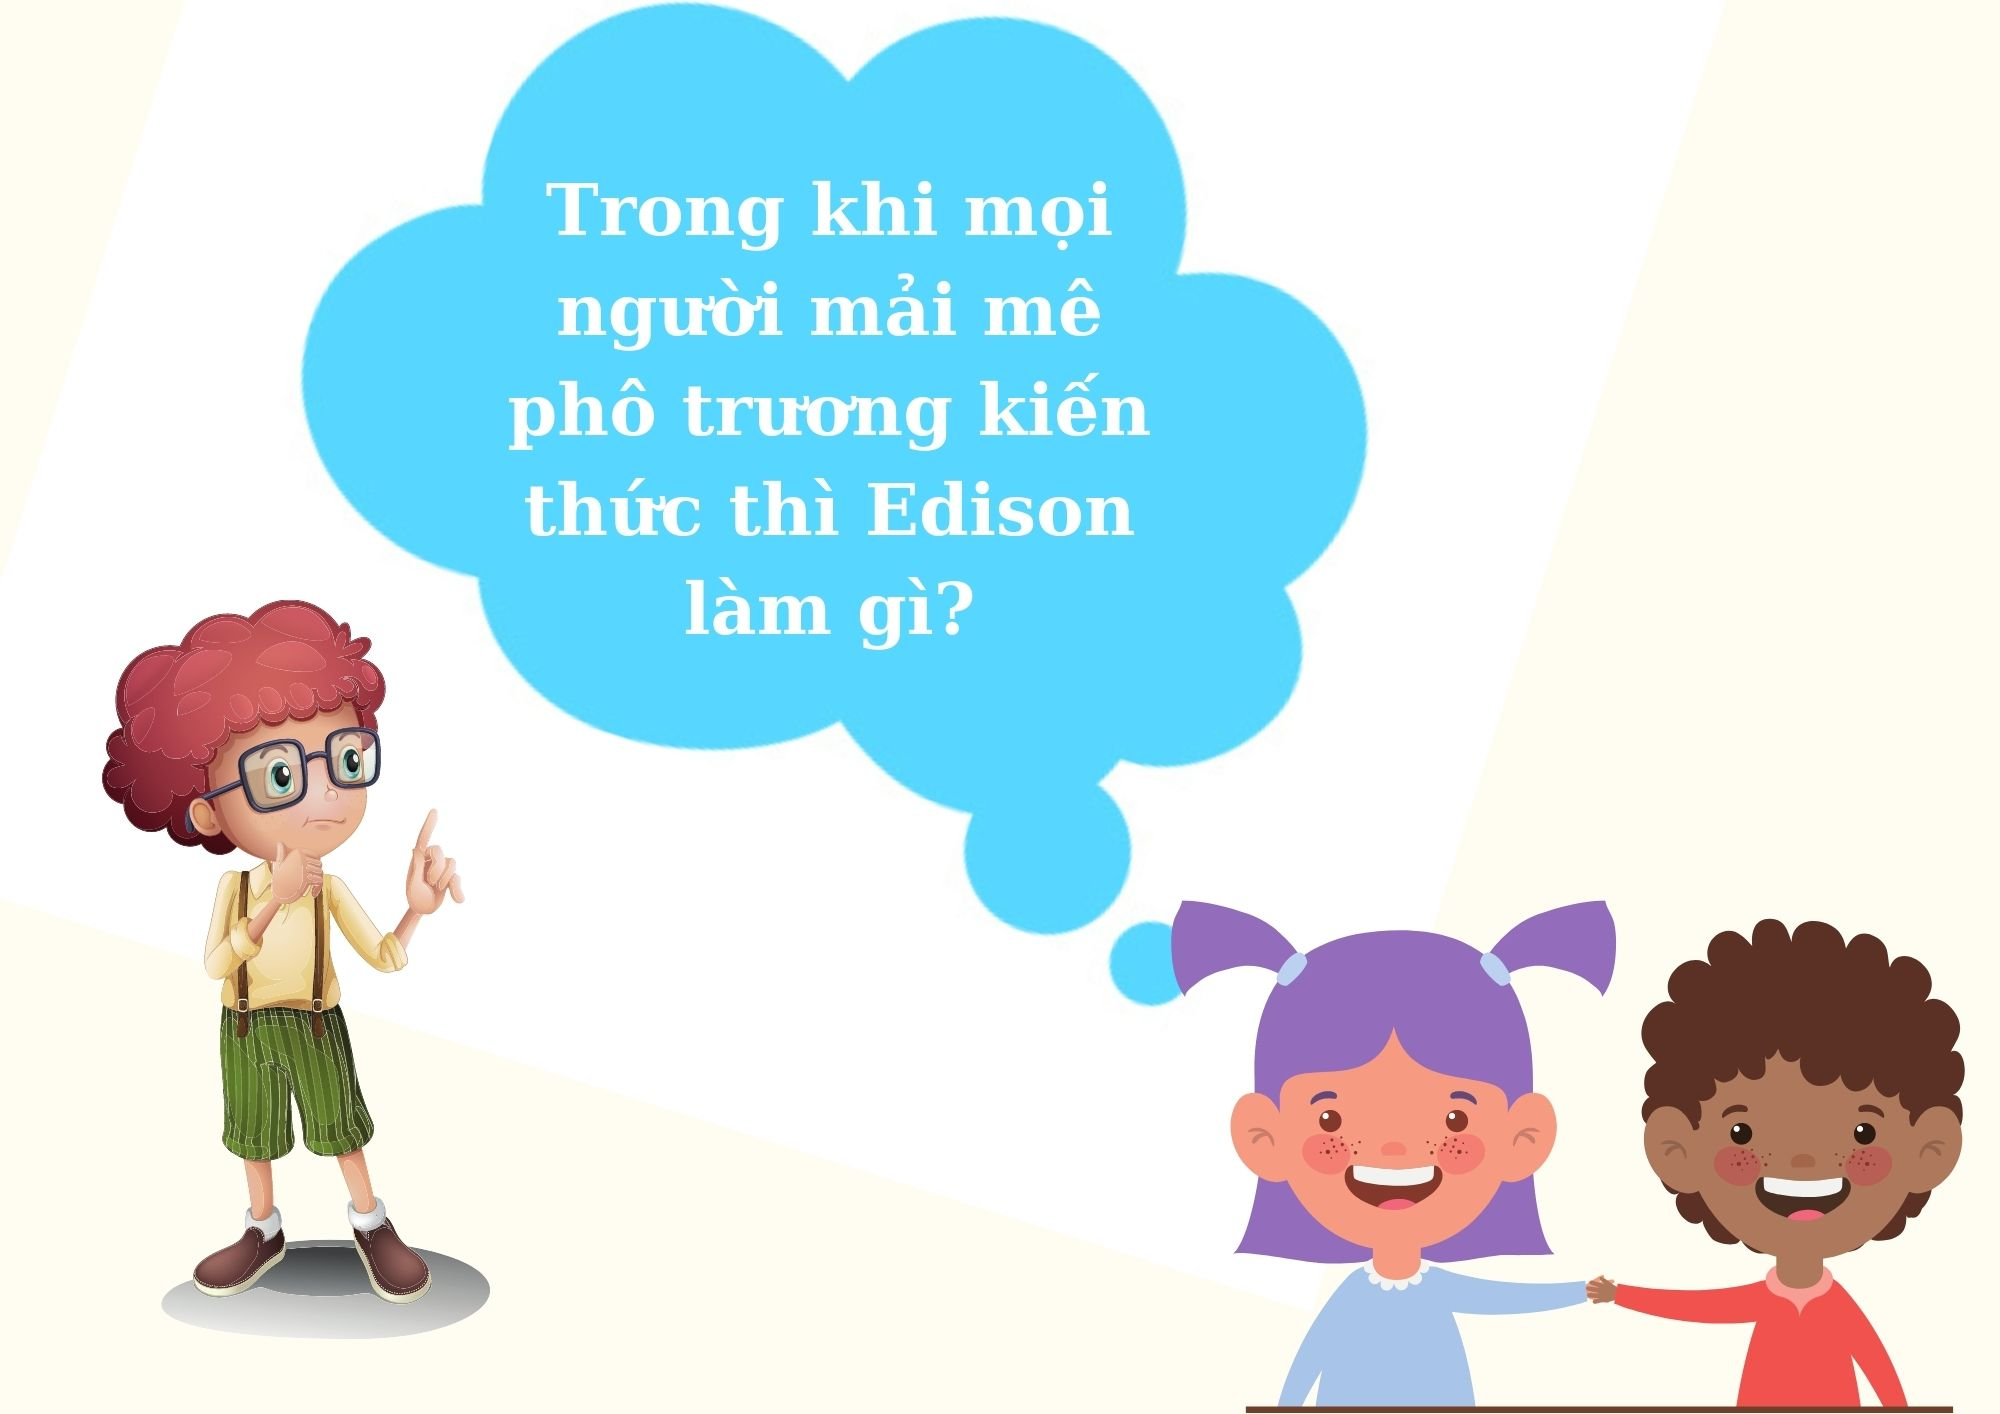 Trong khi mọi
người mải mê
phô trương kiến
thức thì Edison
làm gì?